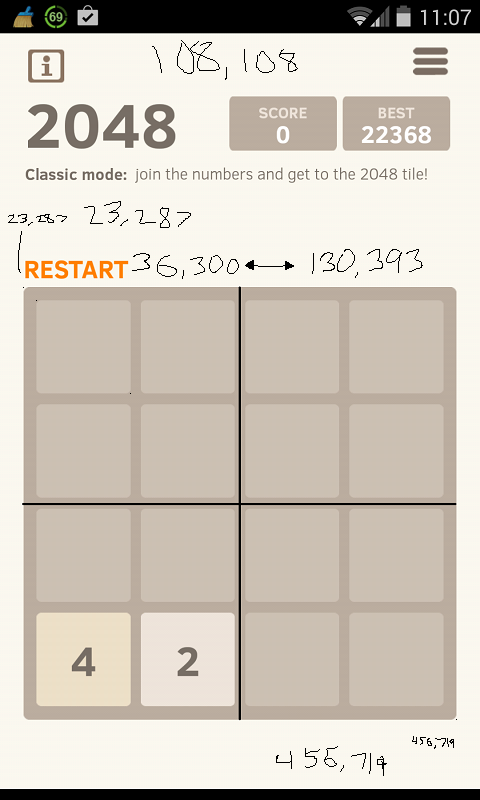 69 11:07
108,108
2048 SCORE 0 BEST 22368
Classic mode: join the numbers and get to the 2048 tile!
23,287 23,287
RESTART 36,300 130,393
4 2
456,719
456,719